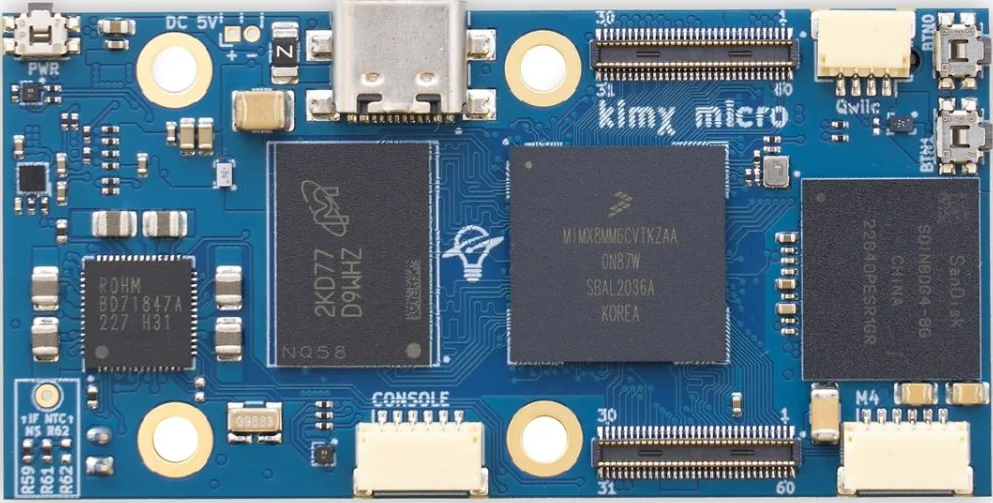 PWR
DC 5V
+ -
Z
30 1
31 60
kimχ micro
Qwiic
BTN0
BTN1
2KD77
D9WHZ
NQ58
MIMX8MM6CVTKZAA
0N87W
SBAL2036A
KOREA
SanDisk
SDINBDG4-8G
CHINA
ROHM
BD71847A
227 H31
↑IF NTC↑
NS R62
R59
R61
R62
09883
CONSOLE
30 1
31 60
M4